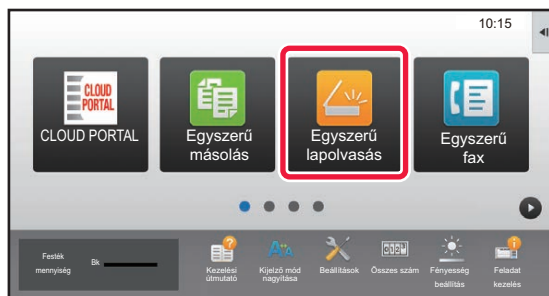 10:15
CLOUD
PORTAL
CLOUD PORTAL
Egyszerű
másolás
Egyszerű
lapolvasás
Egyszerű
fax
Festék
mennyiség
Bk
Kezelési
útmutató
Kijelző mód
nagyítása
Beállítások
Összes szám
Fényesség
beállítás
Feladat
kezelés